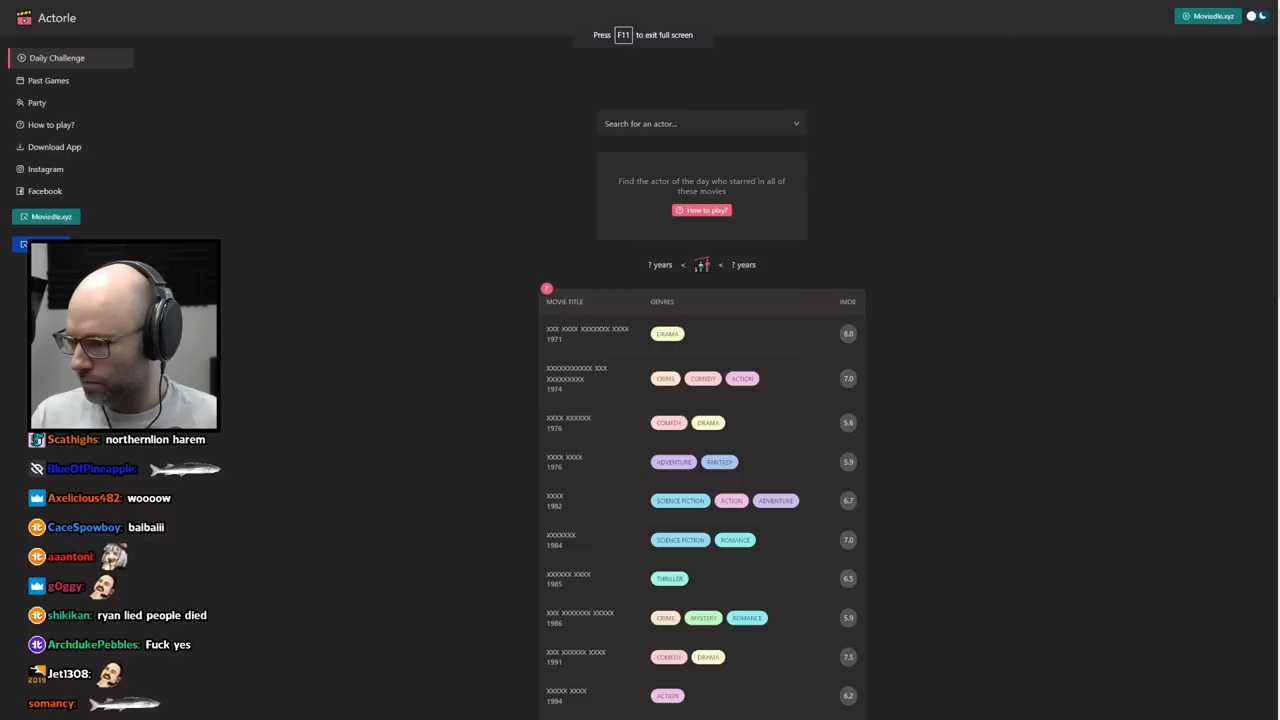 Actorle
Moviedle.xyz
Press F11 to exit full screen
Daily Challenge
Past Games
Party
How to play?
Download App
Instagram
Facebook
Moviedle.xyz
Search for an actor...
Find the actor of the day who starred in all of
these movies
How to play?
? years < < ? years
?
MOVIE TITLE GENRES IMDB
XXX XXXX XXXXXXX XXXX
1971
DRAMA
8.0
XXXXXXXXXXX XXX
XXXXXXXXX
1974
CRIME COMEDY ACTION
7.0
XXXX XXXXXX
1976
COMEDY DRAMA
5.6
XXXX XXXX
1976
ADVENTURE FANTASY
5.9
XXXX
1982
SCIENCE FICTION ACTION ADVENTURE
6.7
XXXXXXX
1984
SCIENCE FICTION ROMANCE
7.0
XXXXXX XXXX
1985
THRILLER
6.5
XXX XXXXXXX XXXXX
1986
CRIME MYSTERY ROMANCE
5.9
XXX XXXXXX XXXX
1991
COMEDY DRAMA
7.5
XXXXX XXXX
1994
ACTION
6.2
Scathighs: northernlion harem
BlueOfPineapple:
Axelicious482: woooow
CaceSpowboy: baibaiii
aaantoni:
g0ggy:
shikikan: ryan lied people died
ArchdukePebbles: Fuck yes
2019 Jet1308:
somancy: